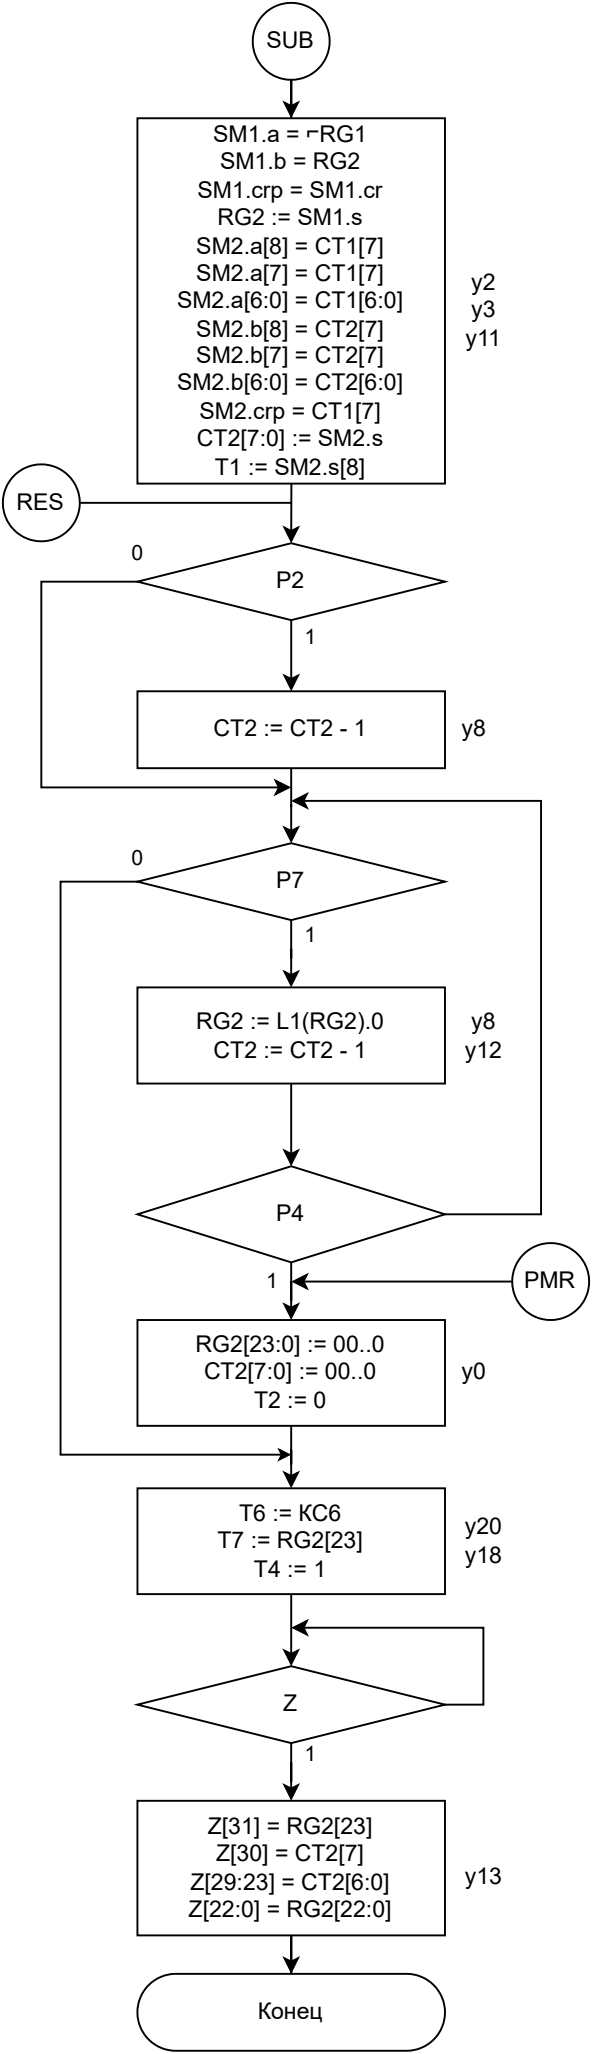 SUB
SM1.a = ⌐RG1
SM1.b = RG2
SM1.crp = SM1.cr
RG2 := SM1.s
SM2.a[8] = CT1[7]
SM2.a[7] = CT1[7]
SM2.a[6:0] = CT1[6:0]
SM2.b[8] = CT2[7]
SM2.b[7] = CT2[7]
SM2.b[6:0] = CT2[6:0]
SM2.crp = CT1[7]
CT2[7:0] := SM2.s
T1 := SM2.s[8]
y2
y3
y11
RES
0
P2
1
CT2 := CT2 - 1
y8
0
P7
1
RG2 := L1(RG2).0
CT2 := CT2 - 1
y8
y12
P4
1
PMR
RG2[23:0] := 00..0
CT2[7:0] := 00..0
T2 := 0
y0
T6 := КС6
T7 := RG2[23]
T4 := 1
y20
y18
Z
1
Z[31] = RG2[23]
Z[30] = CT2[7]
Z[29:23] = CT2[6:0]
Z[22:0] = RG2[22:0]
y13
Конец